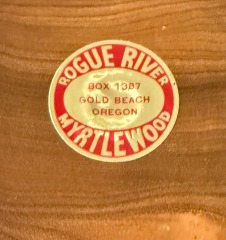 ROGUE RIVER
BOX 1387
GOLD BEACH
OREGON
MYRTLEWOOD